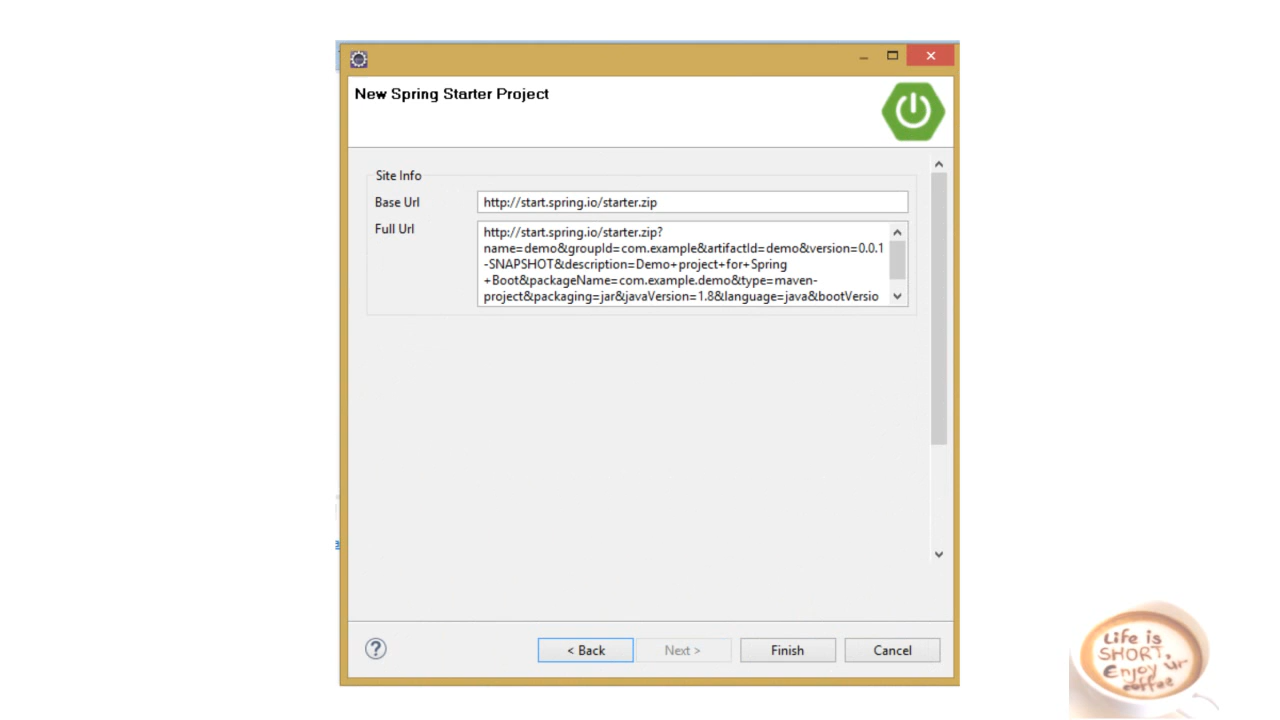 New Spring Starter Project
Site Info
Base Url
http://start.spring.io/starter.zip
Full Url
http://start.spring.io/starter.zip?
name=demo&groupId=com.example&artifactId=demo&version=0.0.1
-SNAPSHOT&description=Demo+project+for+Spring
+Boot&packageName=com.example.demo&type=maven-
project&packaging=jar&javaVersion=1.8&language=java&bootVersio
?
< Back
Next >
Finish
Cancel
Life is
SHORT,
Enjoy ur
coffee